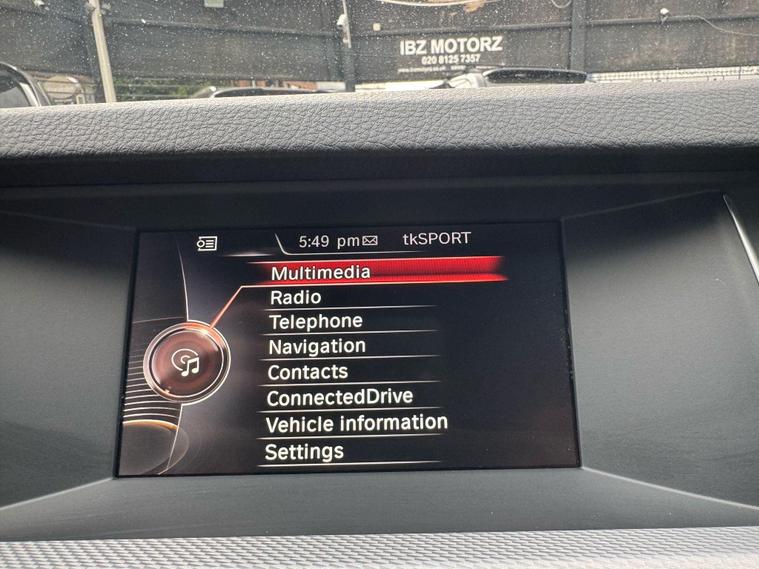 IBZ MOTORZ
020 8125 7357
5:49 pm tkSPORT
Multimedia
Radio
Telephone
Navigation
Contacts
ConnectedDrive
Vehicle information
Settings